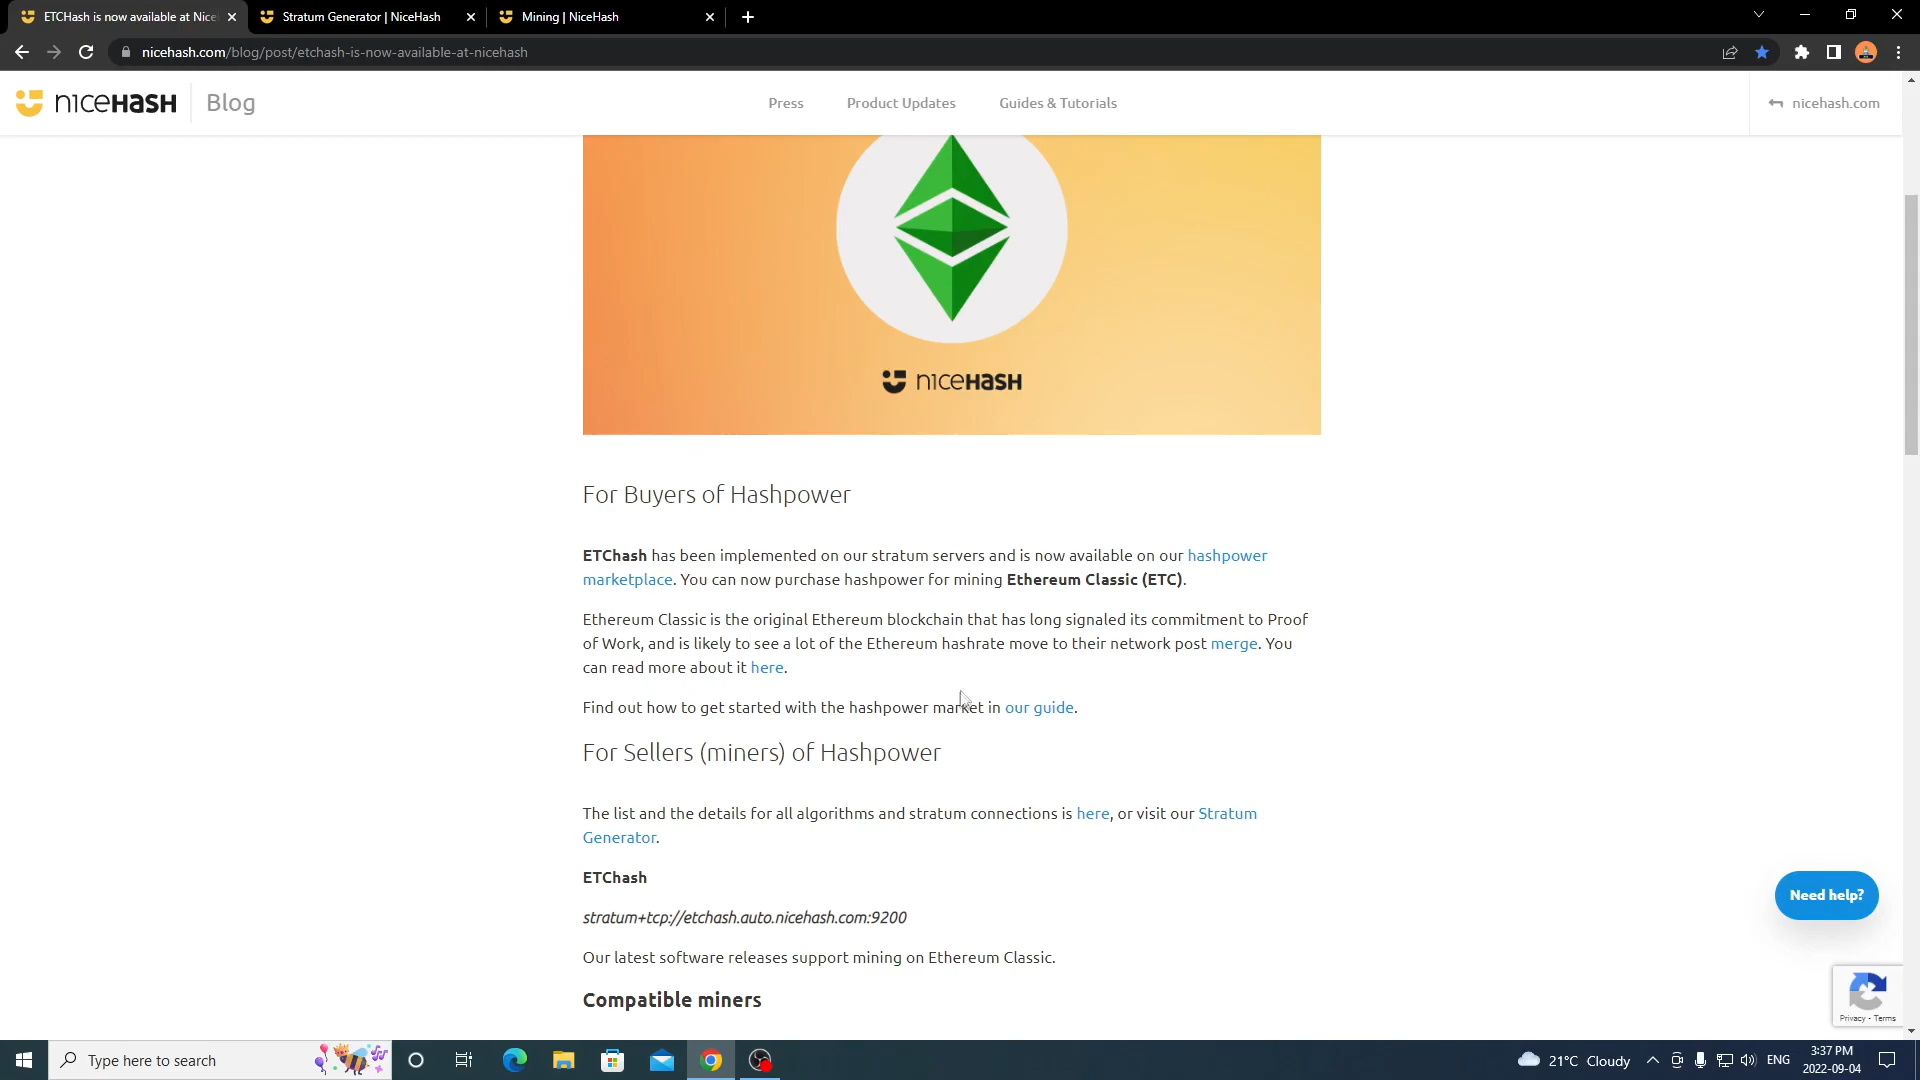 ETCHash is now available at Nice
Stratum Generator | NiceHash
Mining | NiceHash
nicehash.com/blog/post/etchash-is-now-available-at-nicehash
nıceHASH
Blog
Press
Product Updates
Guides & Tutorials
nicehash.com
nıceHASH
For Buyers of Hashpower
ETChash has been implemented on our stratum servers and is now available on our hashpower
marketplace. You can now purchase hashpower for mining Ethereum Classic (ETC).
Ethereum Classic is the original Ethereum blockchain that has long signaled its commitment to Proof
of Work, and is likely to see a lot of the Ethereum hashrate move to their network post merge. You
can read more about it here.
Find out how to get started with the hashpower market in our guide.
For Sellers (miners) of Hashpower
The list and the details for all algorithms and stratum connections is here, or visit our Stratum
Generator.
ETChash
stratum+tcp://etchash.auto.nicehash.com:9200
Our latest software releases support mining on Ethereum Classic.
Compatible miners
Need help?
Privacy - Terms
Type here to search
21°C Cloudy
ENG
3:37 PM
2022-09-04